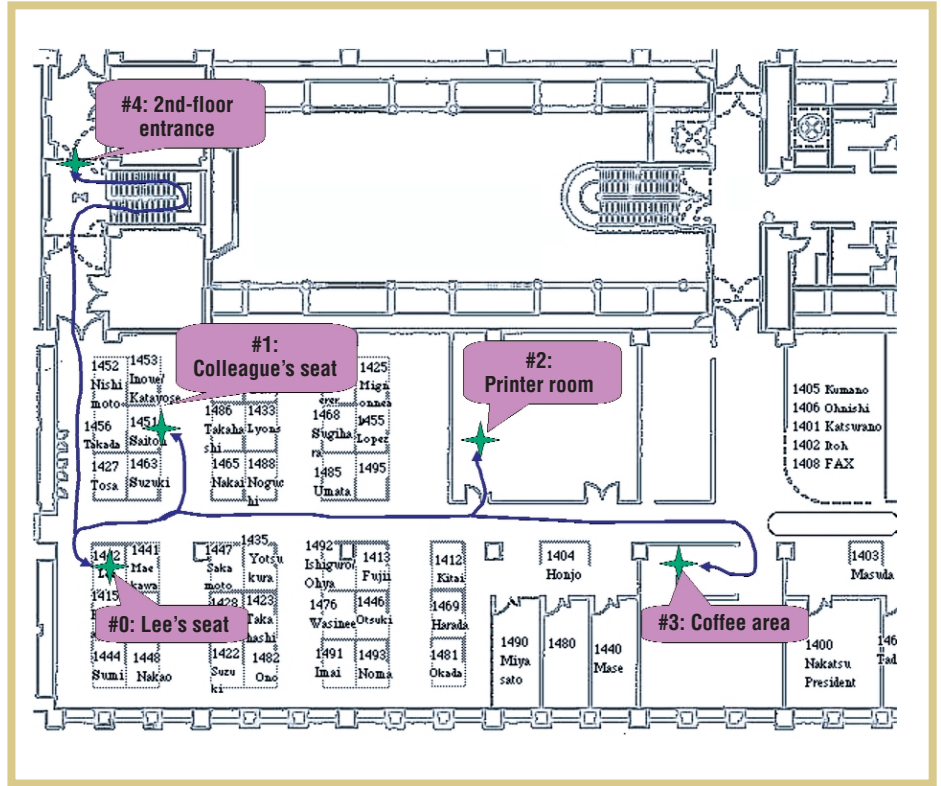 #4: 2nd-floor
entrance
#1:
Colleague's seat
#2:
Printer room
1452
Nishi
moto
1453
Inoue/
Katayose
1456
Takada
1451
Saitoh
1427
Tosa
1463
Suzuki
1486
Takaha
shi
1433
Lyons
1465
Nakai
1488
Noguc
hi
1425
Mign
onnea
1468
Sugiha
ra
1455
Lopez
1485
Umata
1495
1405 Kumano
1406 Ohnishi
1401 Katsurano
1402 Roh
1408 FAX
1442
1441
Mae
kawa
1415
1444
Sumi
1448
Nakao
#0: Lee's seat
1447
Saka
moto
1435
Yotsu
kura
1428
1423
Taka
hashi
1422
Suzu
ki
1482
Ono
1492
Ishiguro/
Ohya
1413
Fujii
1476
Wasinee
1446
Otsuki
1491
Imai
1493
Noma
1412
Kitai
1469
Harada
1481
Okada
1404
Honjo
1490
Miya
sato
1480
1440
Mase
#3: Coffee area
1403
Masuda
1400
Nakatsu
President
146
Tad